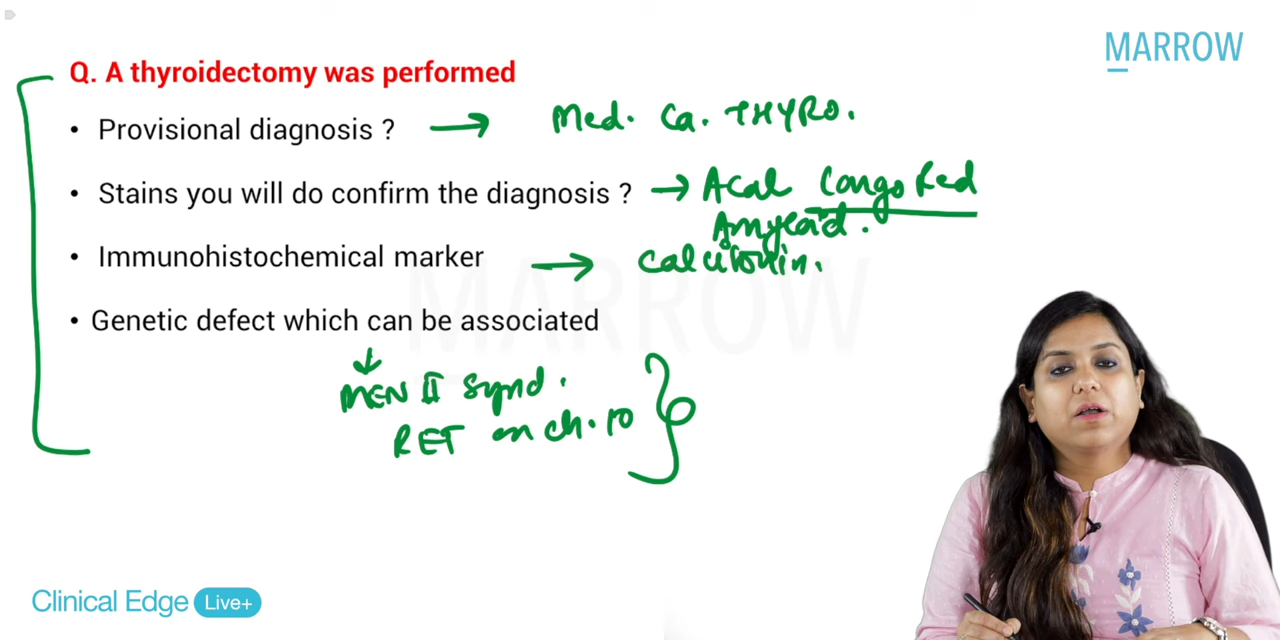 MARROW
Q. A thyroidectomy was performed
• Provisional diagnosis ? → Med. Ca. THYRO.
• Stains you will do confirm the diagnosis ? → Acal Congo Red
Amyloid.
• Immunohistochemical marker → Calcitonin.
• Genetic defect which can be associated
MEN II Synd.
RET on ch. 10
MARROW
Clinical Edge Live+